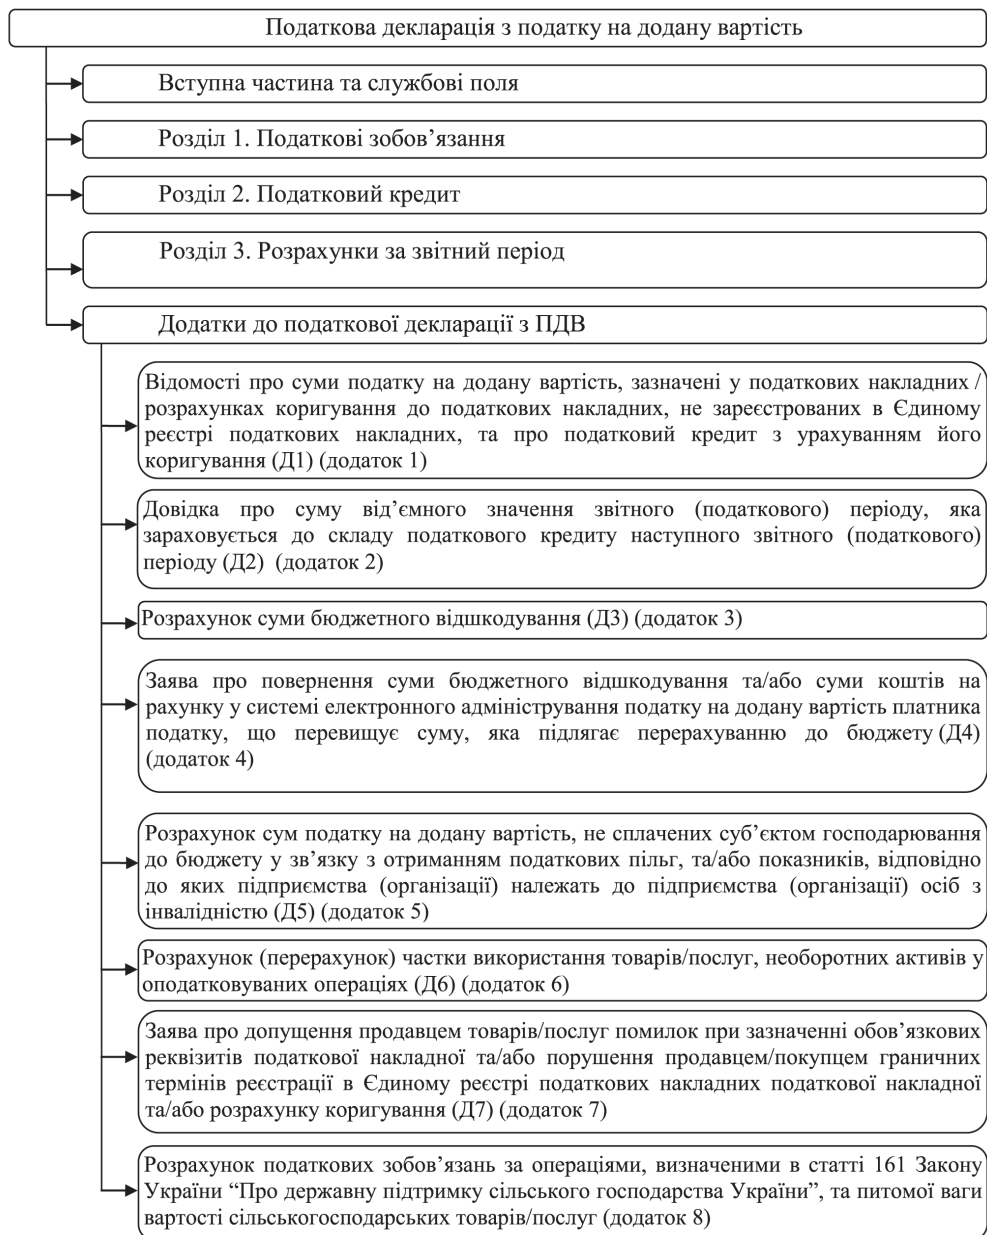 Податкова декларація з податку на додану вартість
Вступна частина та службові поля
Розділ 1. Податкові зобов’язання
Розділ 2. Податковий кредит
Розділ 3. Розрахунки за звітний період
Додатки до податкової декларації з ПДВ
Відомості про суми податку на додану вартість, зазначені у податкових накладних /
розрахунках коригування до податкових накладних, не зареєстрованих в Єдиному
реєстрі податкових накладних, та про податковий кредит з урахуванням його
коригування (Д1) (додаток 1)
Довідка про суму від’ємного значення звітного (податкового) періоду, яка
зараховується до складу податкового кредиту наступного звітного (податкового)
періоду (Д2) (додаток 2)
Розрахунок суми бюджетного відшкодування (Д3) (додаток 3)
Заява про повернення суми бюджетного відшкодування та/або суми коштів на
рахунку у системі електронного адміністрування податку на додану вартість платника
податку, що перевищує суму, яка підлягає перерахуванню до бюджету (Д4)
(додаток 4)
Розрахунок сум податку на додану вартість, не сплачених суб’єктом господарювання
до бюджету у зв’язку з отриманням податкових пільг, та/або показників, відповідно
до яких підприємства (організації) належать до підприємства (організації) осіб з
інвалідністю (Д5) (додаток 5)
Розрахунок (перерахунок) частки використання товарів/послуг, необоротних активів у
оподатковуваних операціях (Д6) (додаток 6)
Заява про допущення продавцем товарів/послуг помилок при зазначенні обов’язкових
реквізитів податкової накладної та/або порушення продавцем/покупцем граничних
термінів реєстрації в Єдиному реєстрі податкових накладних податкової накладної
та/або розрахунку коригування (Д7) (додаток 7)
Розрахунок податкових зобов’язань за операціями, визначеними в статті 161 Закону
України “Про державну підтримку сільського господарства України”, та питомої ваги
вартості сільськогосподарських товарів/послуг (додаток 8)